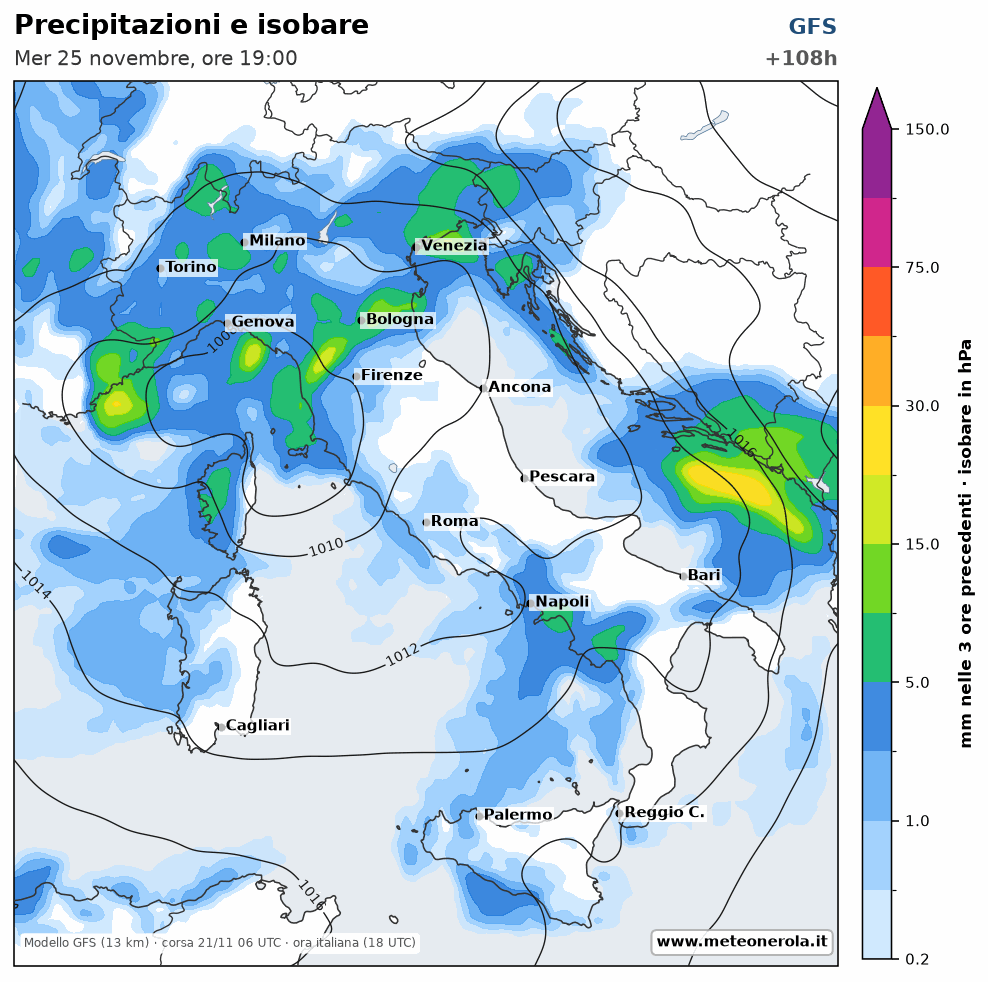 Precipitazioni e isobare
GFS
Mer 25 novembre, ore 19:00
+108h
150.0
75.0
30.0
15.0
5.0
1.0
0.2
mm nelle 3 ore precedenti · isobare in hPa
Milano
Venezia
Torino
Genova
Bologna
1008
Firenze
Ancona
1016
Pescara
Roma
1010
1014
Bari
Napoli
1012
Cagliari
Palermo
Reggio C.
1016
Modello GFS (13 km) · corsa 21/11 06 UTC · ora italiana (18 UTC)
www.meteonerola.it